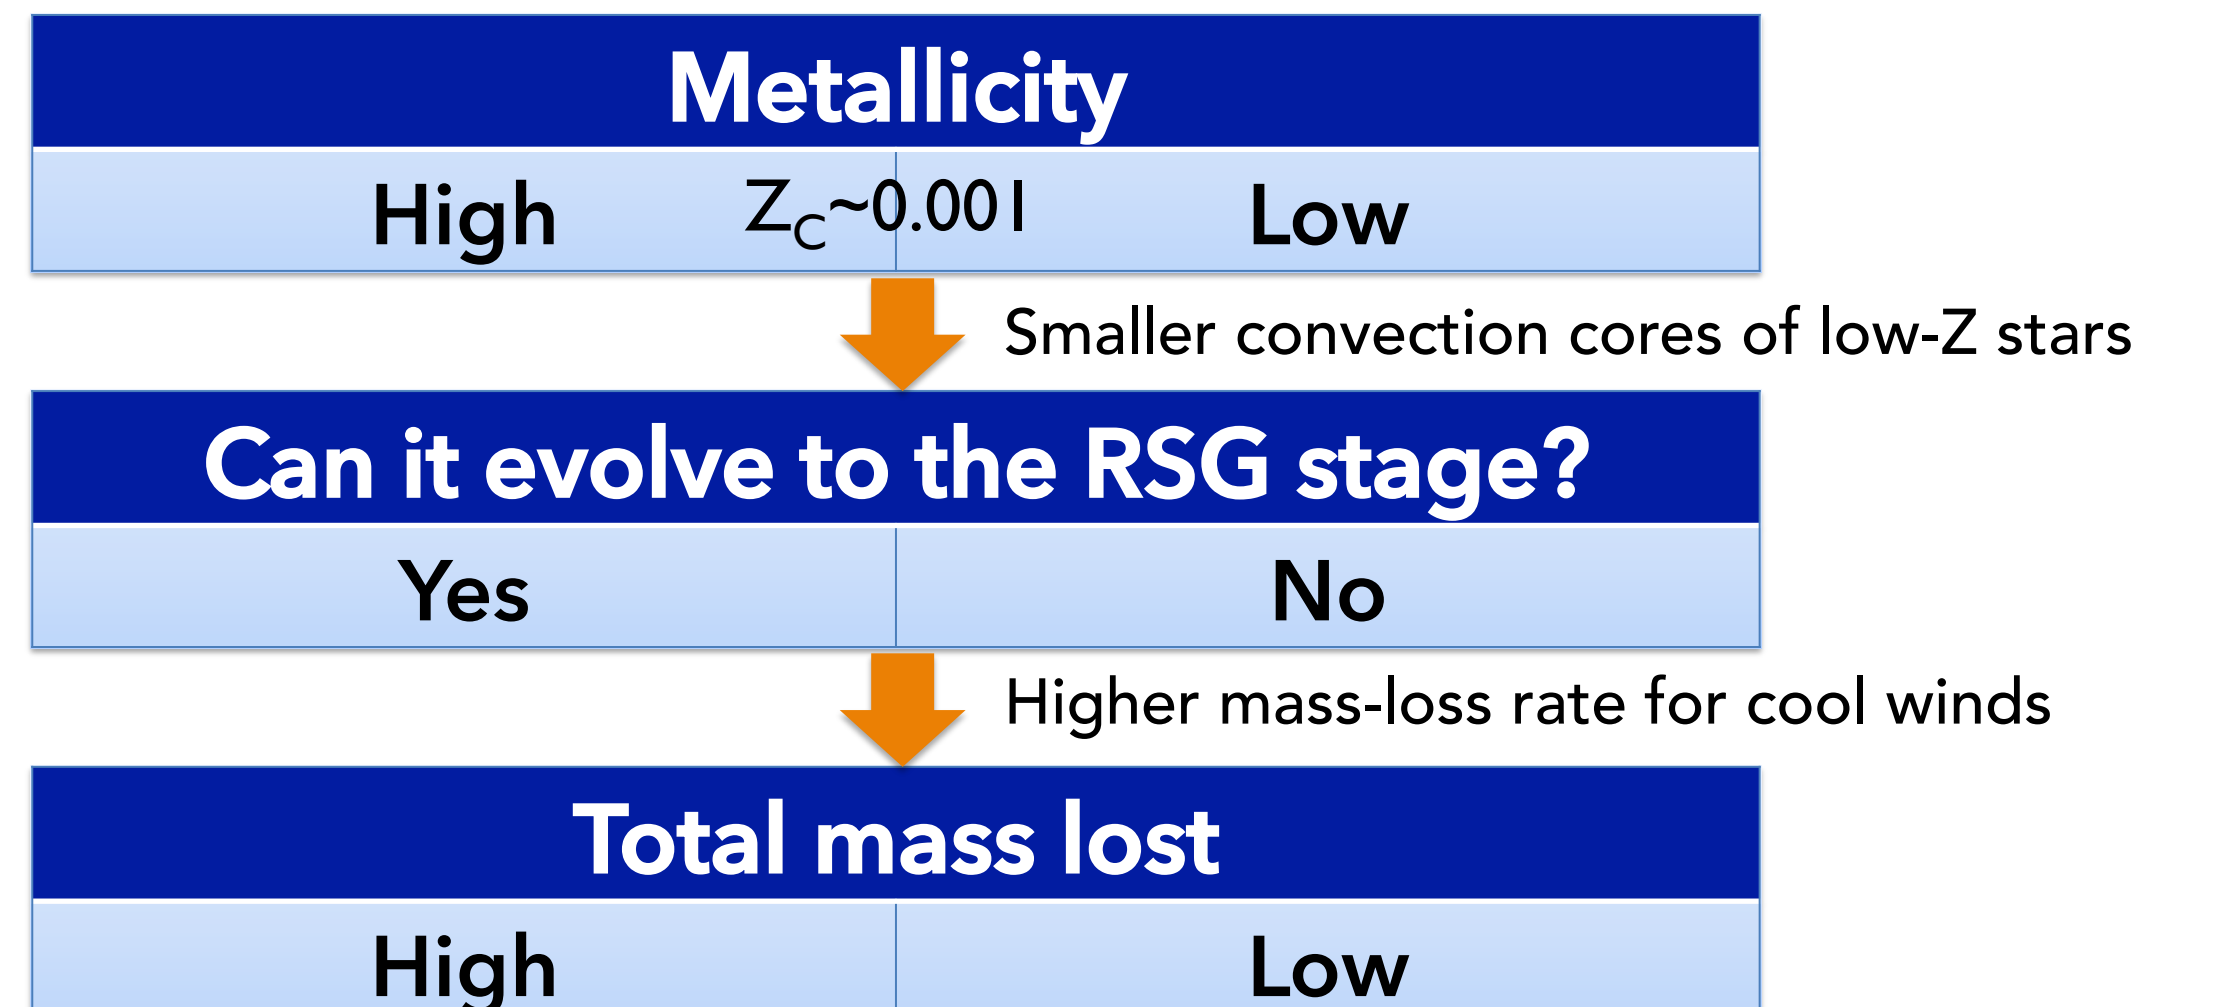 Metallicity
High Z_C~0.001 Low
Smaller convection cores of low-Z stars
Can it evolve to the RSG stage?
Yes No
Higher mass-loss rate for cool winds
Total mass lost
High Low